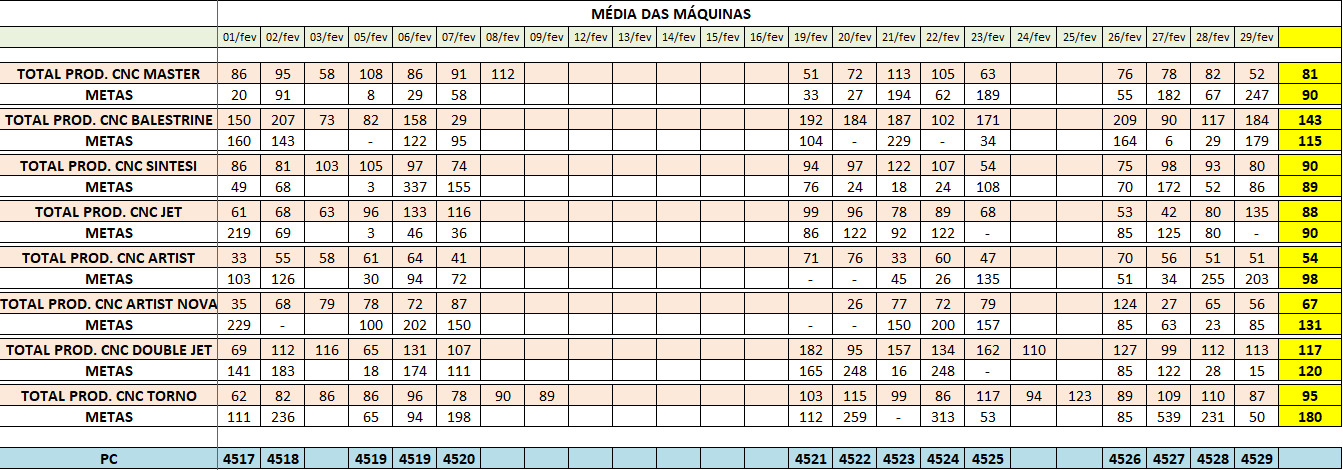 MÉDIA DAS MÁQUINAS
01/fev 02/fev 03/fev 05/fev 06/fev 07/fev 08/fev 09/fev 12/fev 13/fev 14/fev 15/fev 16/fev 19/fev 20/fev 21/fev 22/fev 23/fev 24/fev 25/fev 26/fev 27/fev 28/fev 29/fev
TOTAL PROD. CNC MASTER 86 95 58 108 86 91 112 51 72 113 105 63 76 78 82 52 81
METAS 20 91 8 29 58 33 27 194 62 189 55 182 67 247 90
TOTAL PROD. CNC BALESTRINE 150 207 73 82 158 29 192 184 187 102 171 209 90 117 184 143
METAS 160 143 - 122 95 104 - 229 - 34 164 6 29 179 115
TOTAL PROD. CNC SINTESI 86 81 103 105 97 74 94 97 122 107 54 75 98 93 80 90
METAS 49 68 3 337 155 76 24 18 24 108 70 172 52 86 89
TOTAL PROD. CNC JET 61 68 63 96 133 116 99 96 78 89 68 53 42 80 135 88
METAS 219 69 3 46 36 86 122 92 122 - 85 125 80 - 90
TOTAL PROD. CNC ARTIST 33 55 58 61 64 41 71 76 33 60 47 70 56 51 51 54
METAS 103 126 30 94 72 - - 45 26 135 51 34 255 203 98
TOTAL PROD. CNC ARTIST NOVA 35 68 79 78 72 87 26 77 72 79 124 27 65 56 67
METAS 229 - 100 202 150 - - 150 200 157 85 63 23 85 131
TOTAL PROD. CNC DOUBLE JET 69 112 116 65 131 107 182 95 157 134 162 110 127 99 112 113 117
METAS 141 183 18 174 111 165 248 16 248 - 85 122 28 15 120
TOTAL PROD. CNC TORNO 62 82 86 86 96 78 90 89 103 115 99 86 117 94 123 89 109 110 87 95
METAS 111 236 65 94 198 112 259 - 313 53 85 539 231 50 180
PC 4517 4518 4519 4519 4520 4521 4522 4523 4524 4525 4526 4527 4528 4529